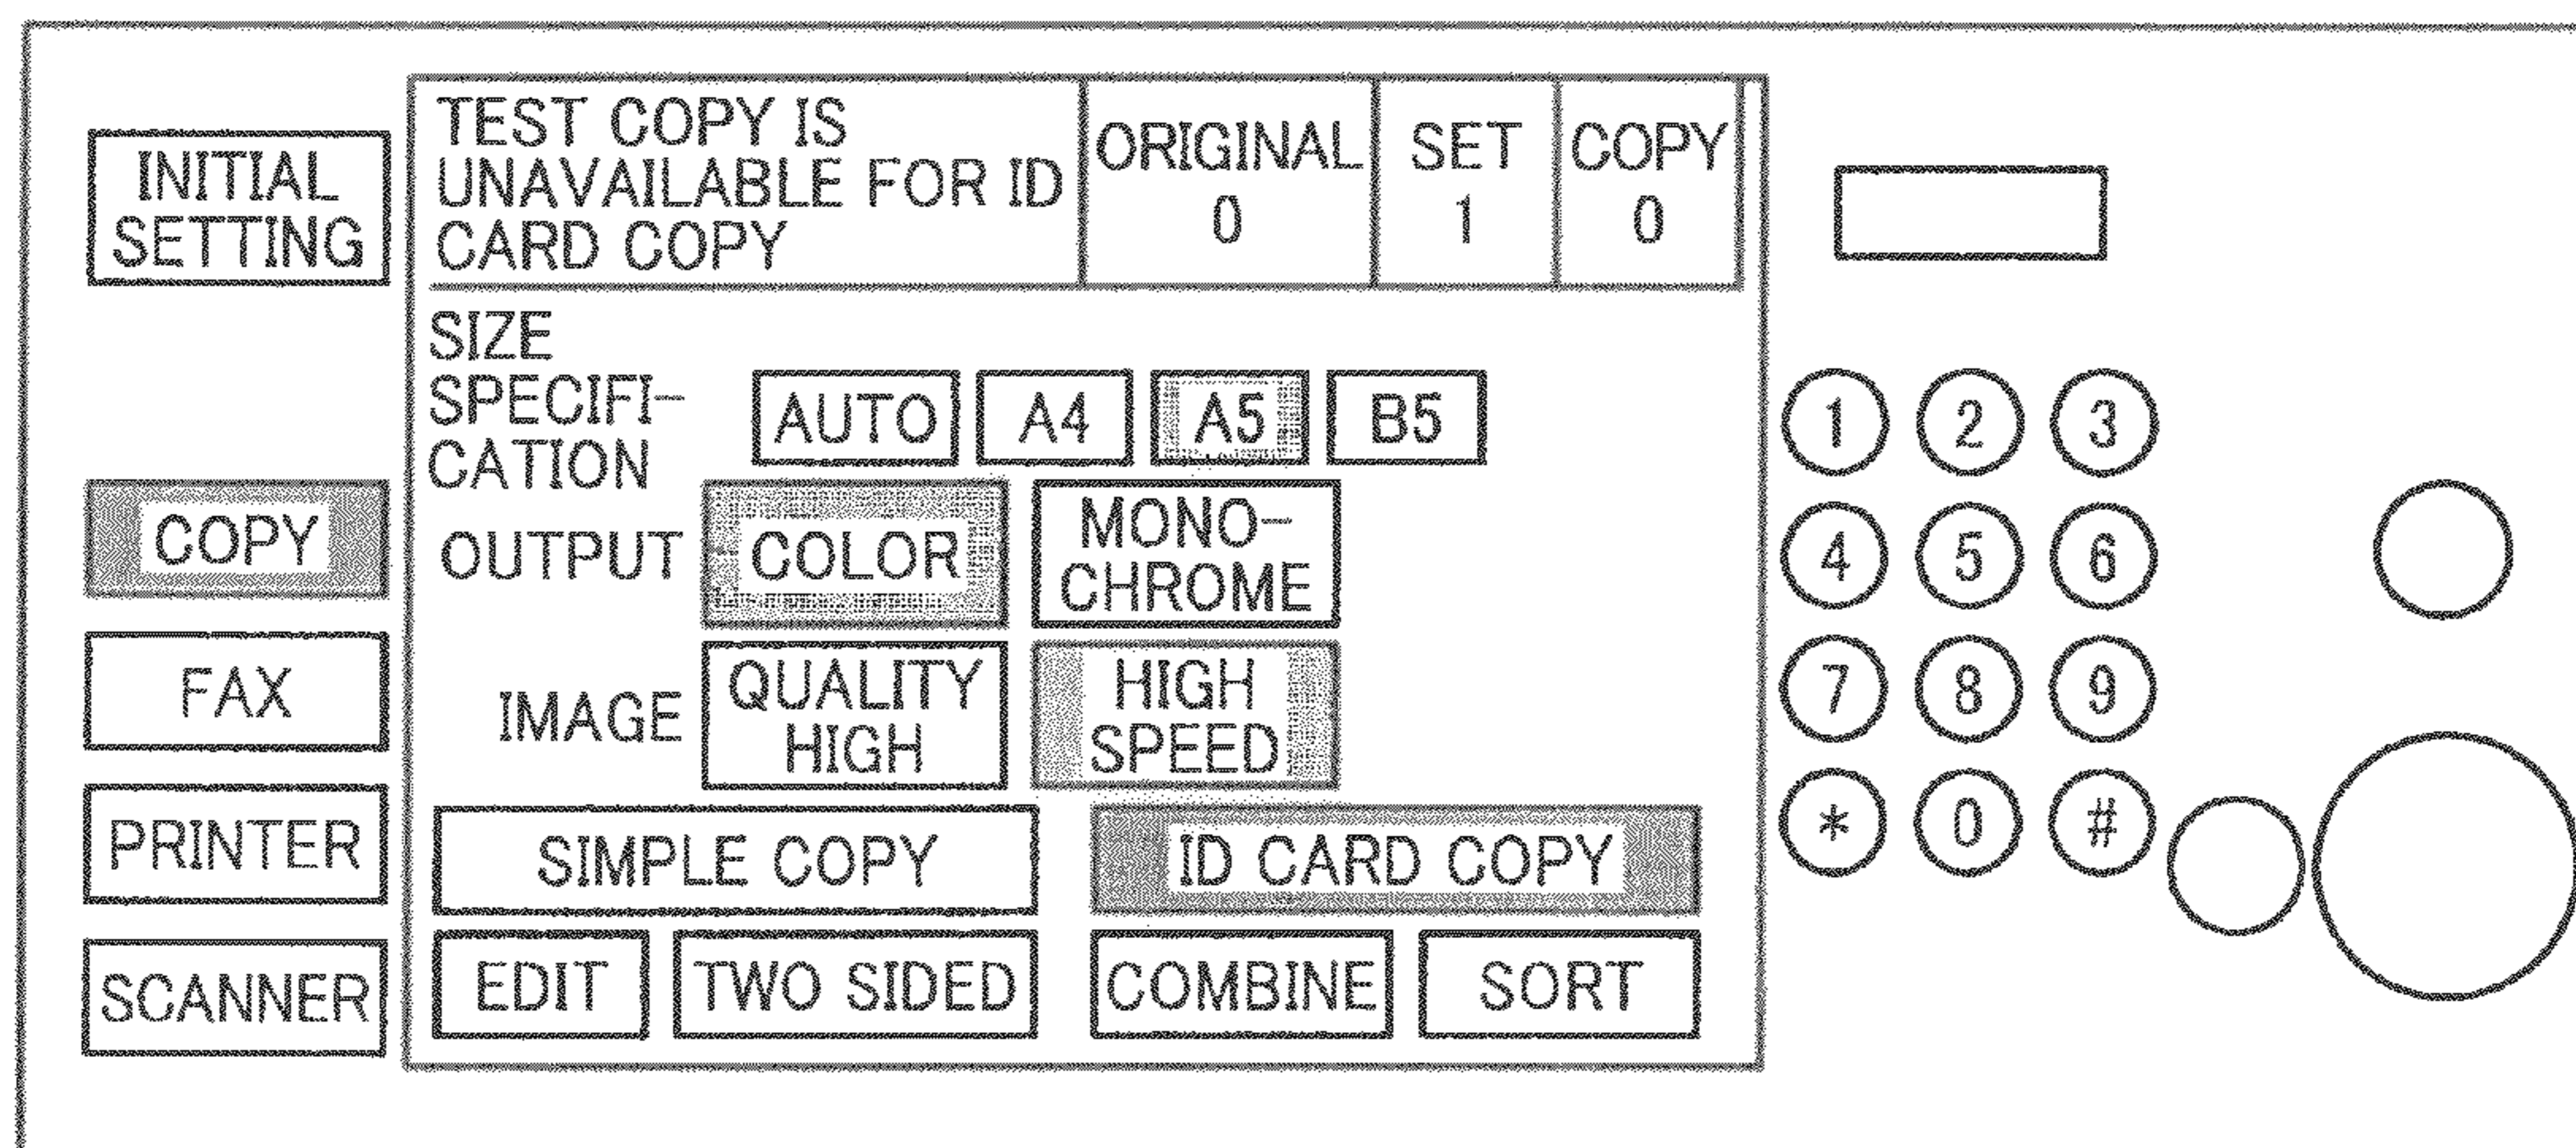 INITIAL
SETTING
COPY
FAX
PRINTER
SCANNER
TEST COPY IS
UNAVAILABLE FOR ID
CARD COPY
ORIGINAL
0
SET
1
COPY
0
SIZE
SPECIFI-
CATION
AUTO A4 A5 B5
OUTPUT
COLOR
MONO-
CHROME
IMAGE
QUALITY
HIGH
HIGH
SPEED
SIMPLE COPY
ID CARD COPY
EDIT TWO SIDED COMBINE SORT
1 2 3
4 5 6
7 8 9
* 0 #